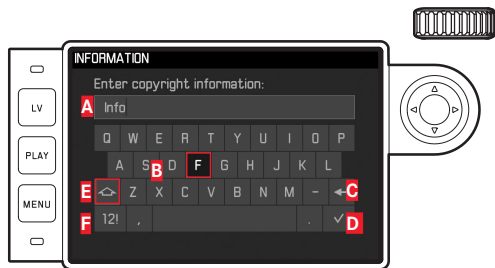 INFORMATION
Enter copyright information:
A Info
LV
Q W E R T Y U I O P
B
A S D F G H J K L
PLAY
E Z X C V B N M - C
MENU
F 12! , . D